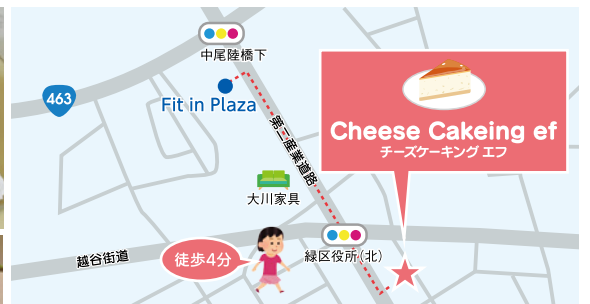 中尾陸橋下
463
Fit in Plaza
Cheese Cakeing ef
チーズケーキング エフ
第二産業道路
大川家具
緑区役所(北)
越谷街道
徒歩4分